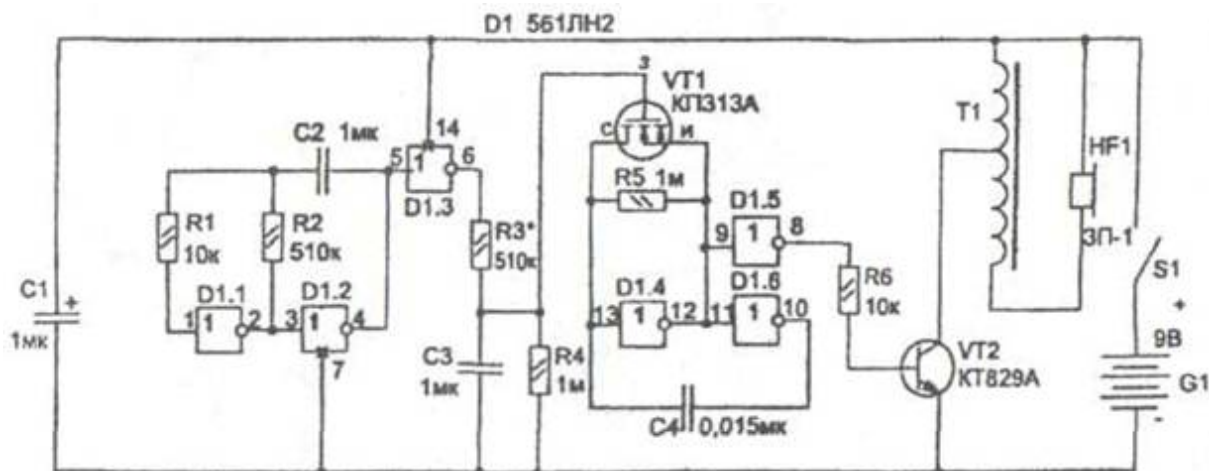 D1 561ЛН2
C1
+
1мк
R1
10к
R2
510к
C2 1мк
1
1
2
D1.1
3
1
4
D1.2
7
5
1
6
14
D1.3
R3*
510к
C3
1мк
R4
1м
з
VT1
КП313А
с
и
R5 1м
13
1
12
D1.4
9
1
8
D1.5
11
1
10
D1.6
C4 0,015мк
R6
10к
VT2
КТ829А
T1
HF1
ЗП-1
S1
+
9В
G1
-